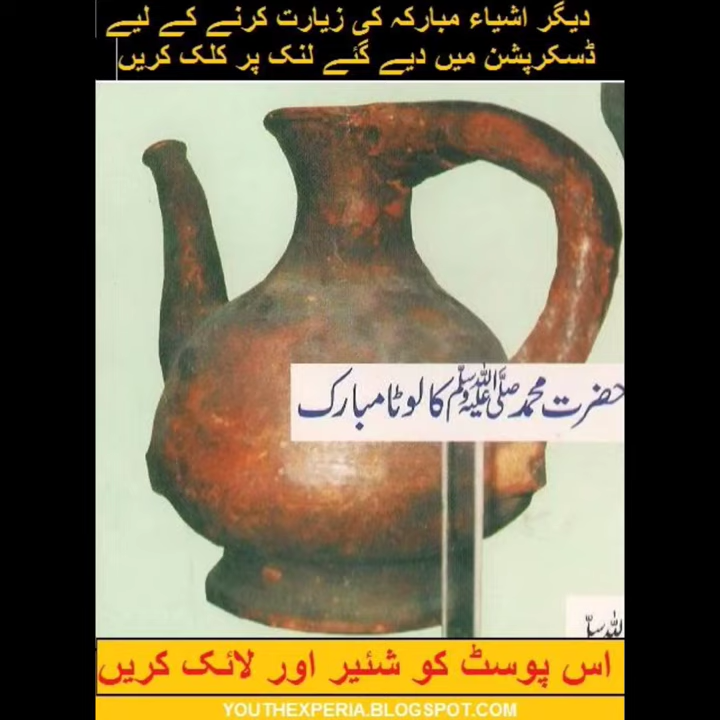 دیگر اشیاء مبارکہ کی زیارت کرنے کے لیے
ڈسکرپشن میں دیے گئے لنک پر کلک کریں
حضرت محمد صلی اللہ علیہ وسلم کا لوٹا مبارک
اس پوسٹ کو شئیر اور لائک کریں
YOUTHEXPERIA.BLOGSPOT.COM